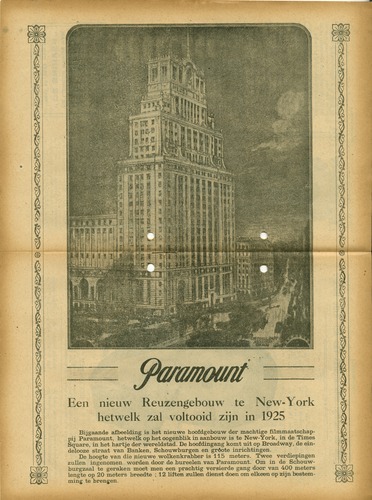 Paramount
Een nieuw Reuzengebouw te New-York
hetwelk zal voltooid zijn in 1925
Bijgaande afbeelding is het nieuwe hoofdgebouw der machtige filmmaatschap-
pij Paramount, hetwelk op het oogenblik in aanbouw is te New-York, in de Times
Square, in het hartje der wereldstad. De hoofdingang komt uit op Broadway, de ein-
delooze straat van Banken, Schouwburgen en groote inrichtingen.
De hoogte van die nieuwe wolkenkrabber is 115 meters. Twee verdiepingen
zullen ingenomen worden door de bureelen van Paramount. Om in de Schouw-
burgzaal te geraken moet men een prachtig versierde gang door van 400 meters
lengte op 20 meters breedte ; 12 liften zullen dienst doen om elkeen op zijn bestem-
ming te brengen.